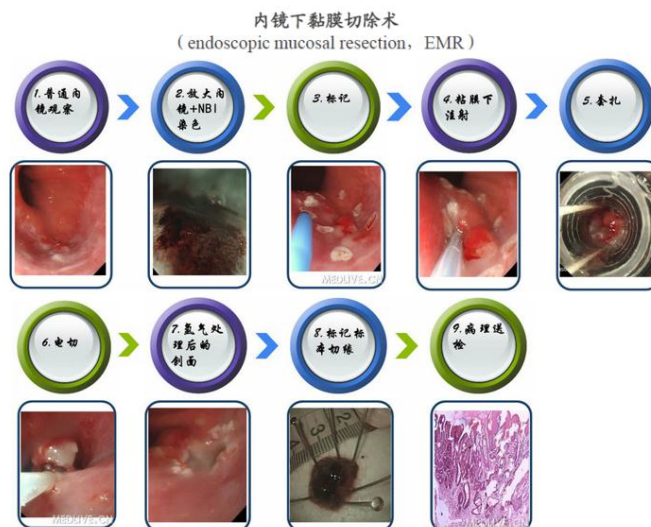 内镜下黏膜切除术
( endoscopic mucosal resection，EMR )
1.普通内
镜观察
2.放大内
镜+NBI
染色
3.标记
4.粘膜下
注射
5.套扎
MEDLIVE.CN
6.电切
7.氩气处
理后的
创面
8.标记标
本切缘
9.病理送
检
MEDLIVE.CN
MEDLIVE.CN